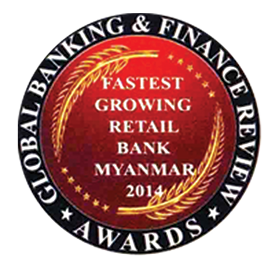 GLOBAL BANKING & FINANCE REVIEW
FASTEST
GROWING
RETAIL
BANK
MYANMAR
2014
AWARDS